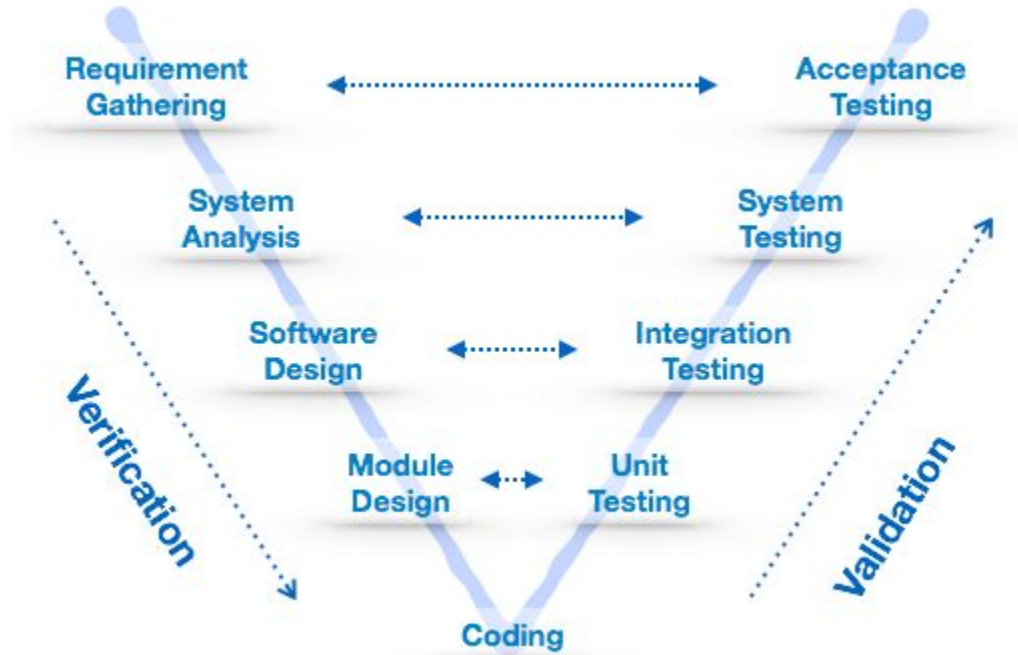 Requirement
Gathering
Acceptance
Testing
System
Analysis
System
Testing
Software
Design
Integration
Testing
Module
Design
Unit
Testing
Verification
Validation
Coding